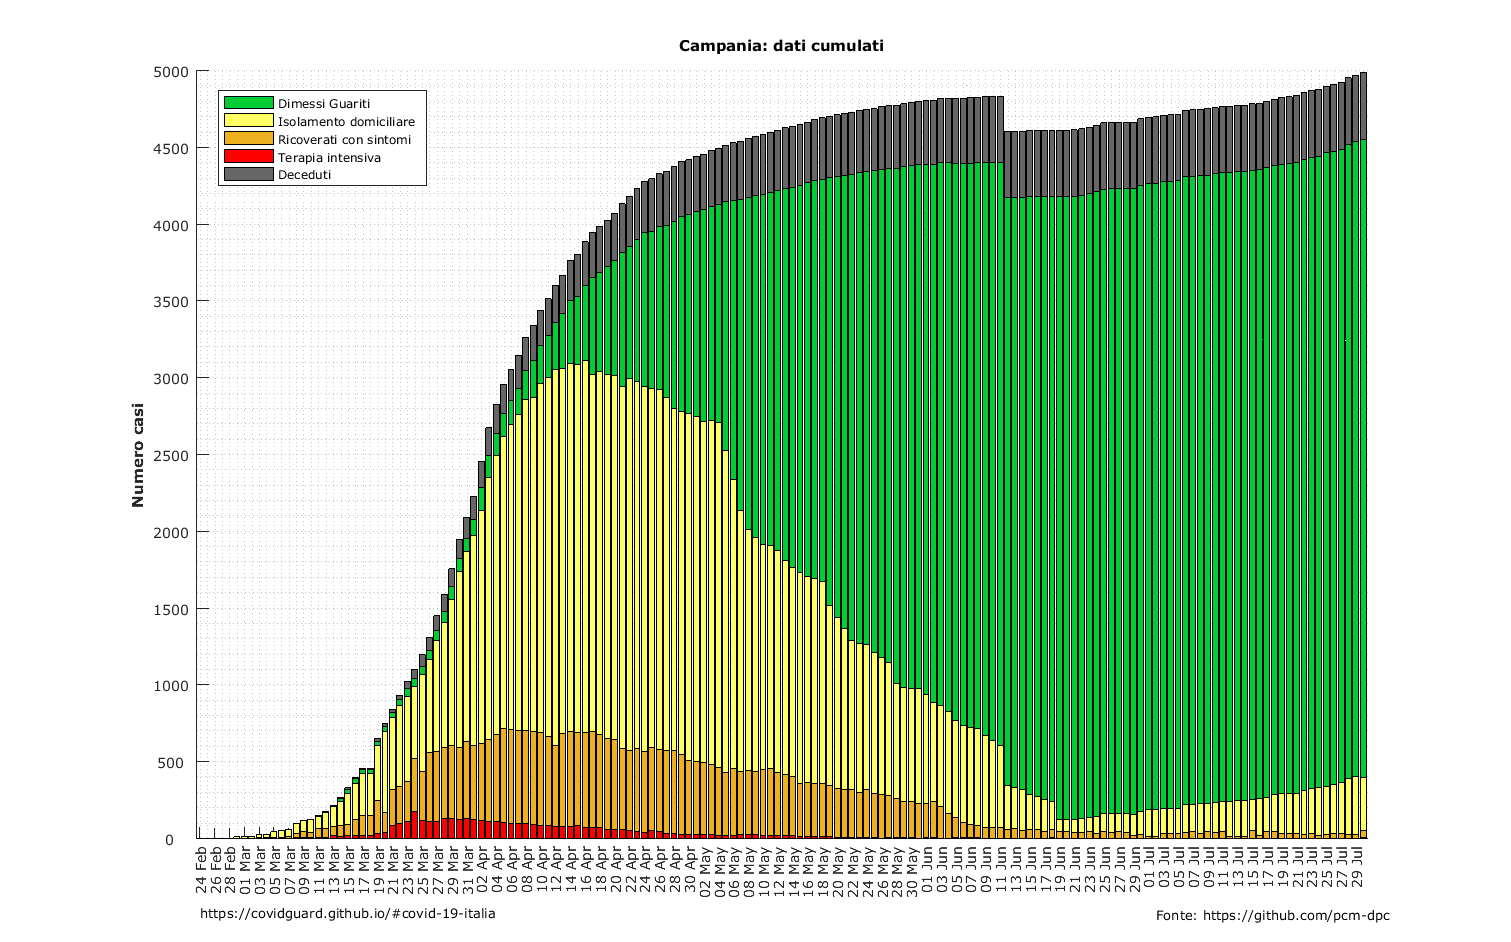 Campania: dati cumulati
Numero casi
5000
4500
4000
3500
3000
2500
2000
1500
1000
500
0
Dimessi Guariti
Isolamento domiciliare
Ricoverati con sintomi
Terapia intensiva
Deceduti
24 Feb
26 Feb
28 Feb
01 Mar
03 Mar
05 Mar
07 Mar
09 Mar
11 Mar
13 Mar
15 Mar
17 Mar
19 Mar
21 Mar
23 Mar
25 Mar
27 Mar
29 Mar
31 Mar
02 Apr
04 Apr
06 Apr
08 Apr
10 Apr
12 Apr
14 Apr
16 Apr
18 Apr
20 Apr
22 Apr
24 Apr
26 Apr
28 Apr
30 Apr
02 May
04 May
06 May
08 May
10 May
12 May
14 May
16 May
18 May
20 May
22 May
24 May
26 May
28 May
30 May
01 Jun
03 Jun
05 Jun
07 Jun
09 Jun
11 Jun
13 Jun
15 Jun
17 Jun
19 Jun
21 Jun
23 Jun
25 Jun
27 Jun
29 Jun
01 Jul
03 Jul
05 Jul
07 Jul
09 Jul
11 Jul
13 Jul
15 Jul
17 Jul
19 Jul
21 Jul
23 Jul
25 Jul
27 Jul
29 Jul
https://covidguard.github.io/#covid-19-italia
Fonte: https://github.com/pcm-dpc